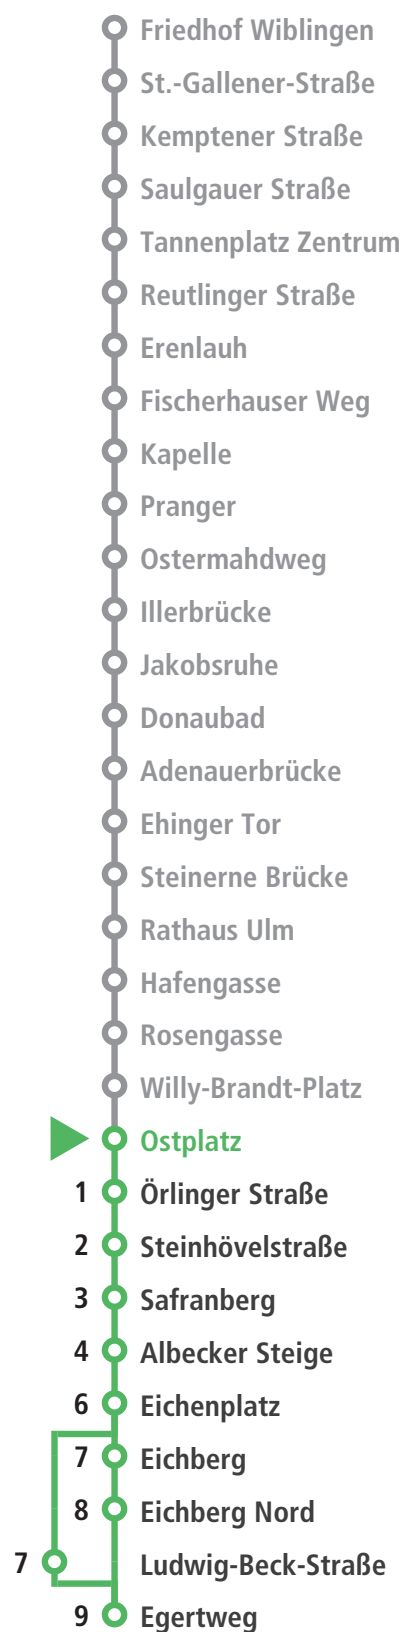 Friedhof Wiblingen
St.-Gallener-Straße
Kemptener Straße
Saulgauer Straße
Tannenplatz Zentrum
Reutlinger Straße
Erenlauh
Fischerhauser Weg
Kapelle
Pranger
Ostermahdweg
Illerbrücke
Jakobsruhe
Donaubad
Adenauerbrücke
Ehinger Tor
Steinerne Brücke
Rathaus Ulm
Hafengasse
Rosengasse
Willy-Brandt-Platz
Ostplatz
1 Örlinger Straße
2 Steinhövelstraße
3 Safranberg
4 Albecker Steige
6 Eichenplatz
7 Eichberg
8 Eichberg Nord
7 Ludwig-Beck-Straße
9 Egertweg